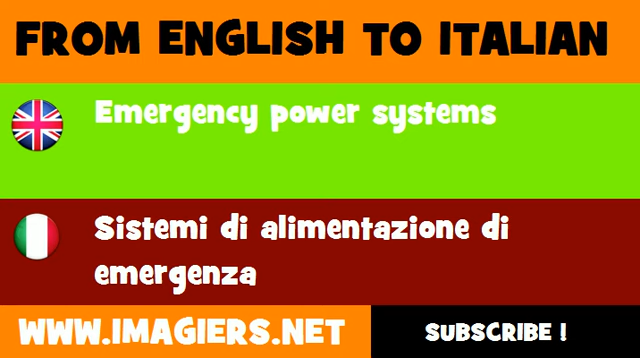 FROM ENGLISH TO ITALIAN
Emergency power systems
Sistemi di alimentazione di
emergenza
WWW.IMAGIERS.NET
SUBSCRIBE !